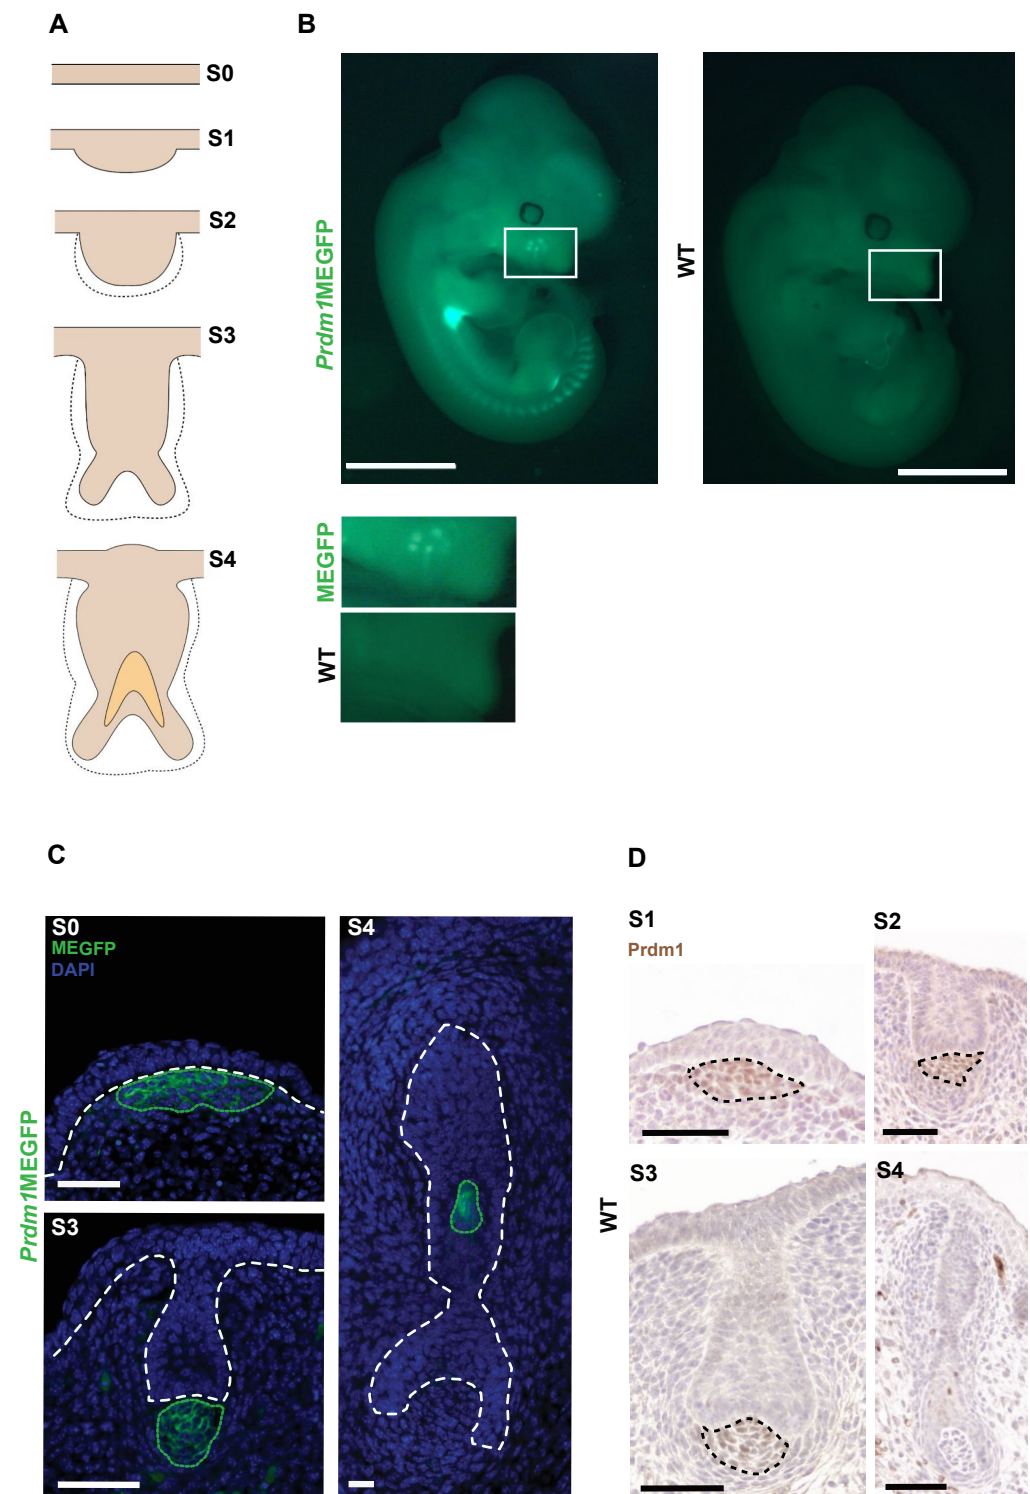 A
S0
S1
S2
S3
S4
B
Prdm1MEGFP
WT
MEGFP
WT
C
Prdm1MEGFP
S0
MEGFP
DAPI
S4
S3
D
S1
Prdm1
S2
WT
S3
S4